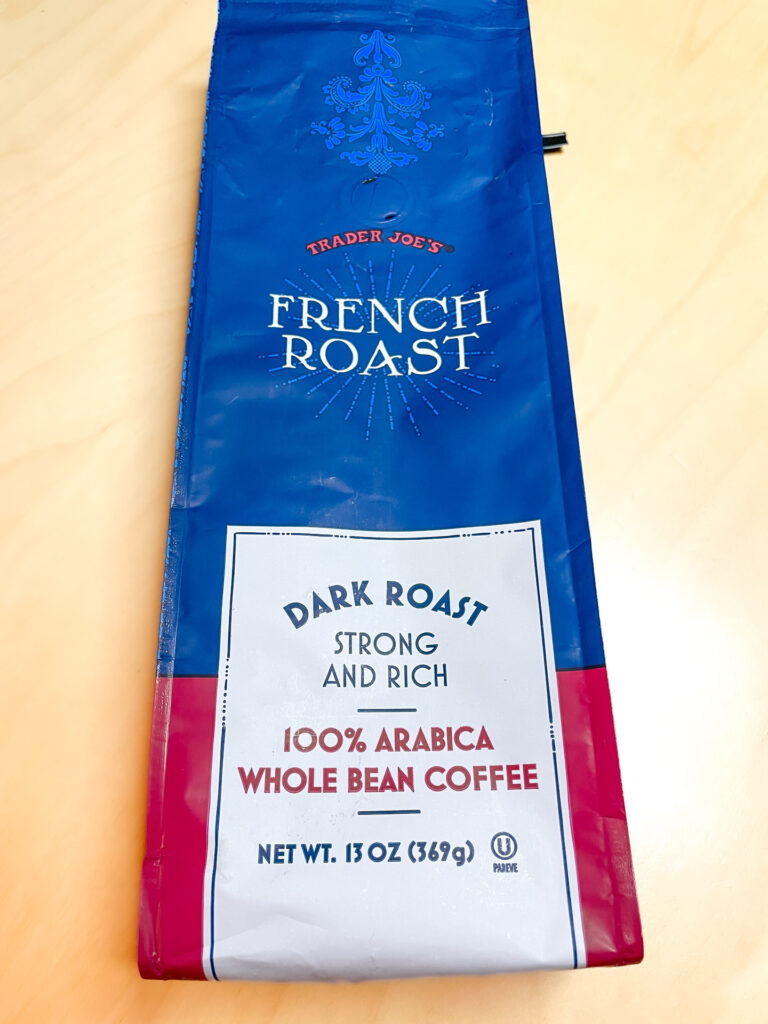 TRADER JOE'S
FRENCH
ROAST
DARK ROAST
STRONG
AND RICH
100% ARABICA
WHOLE BEAN COFFEE
NET WT. 13 OZ (369g)
U
PAREVE